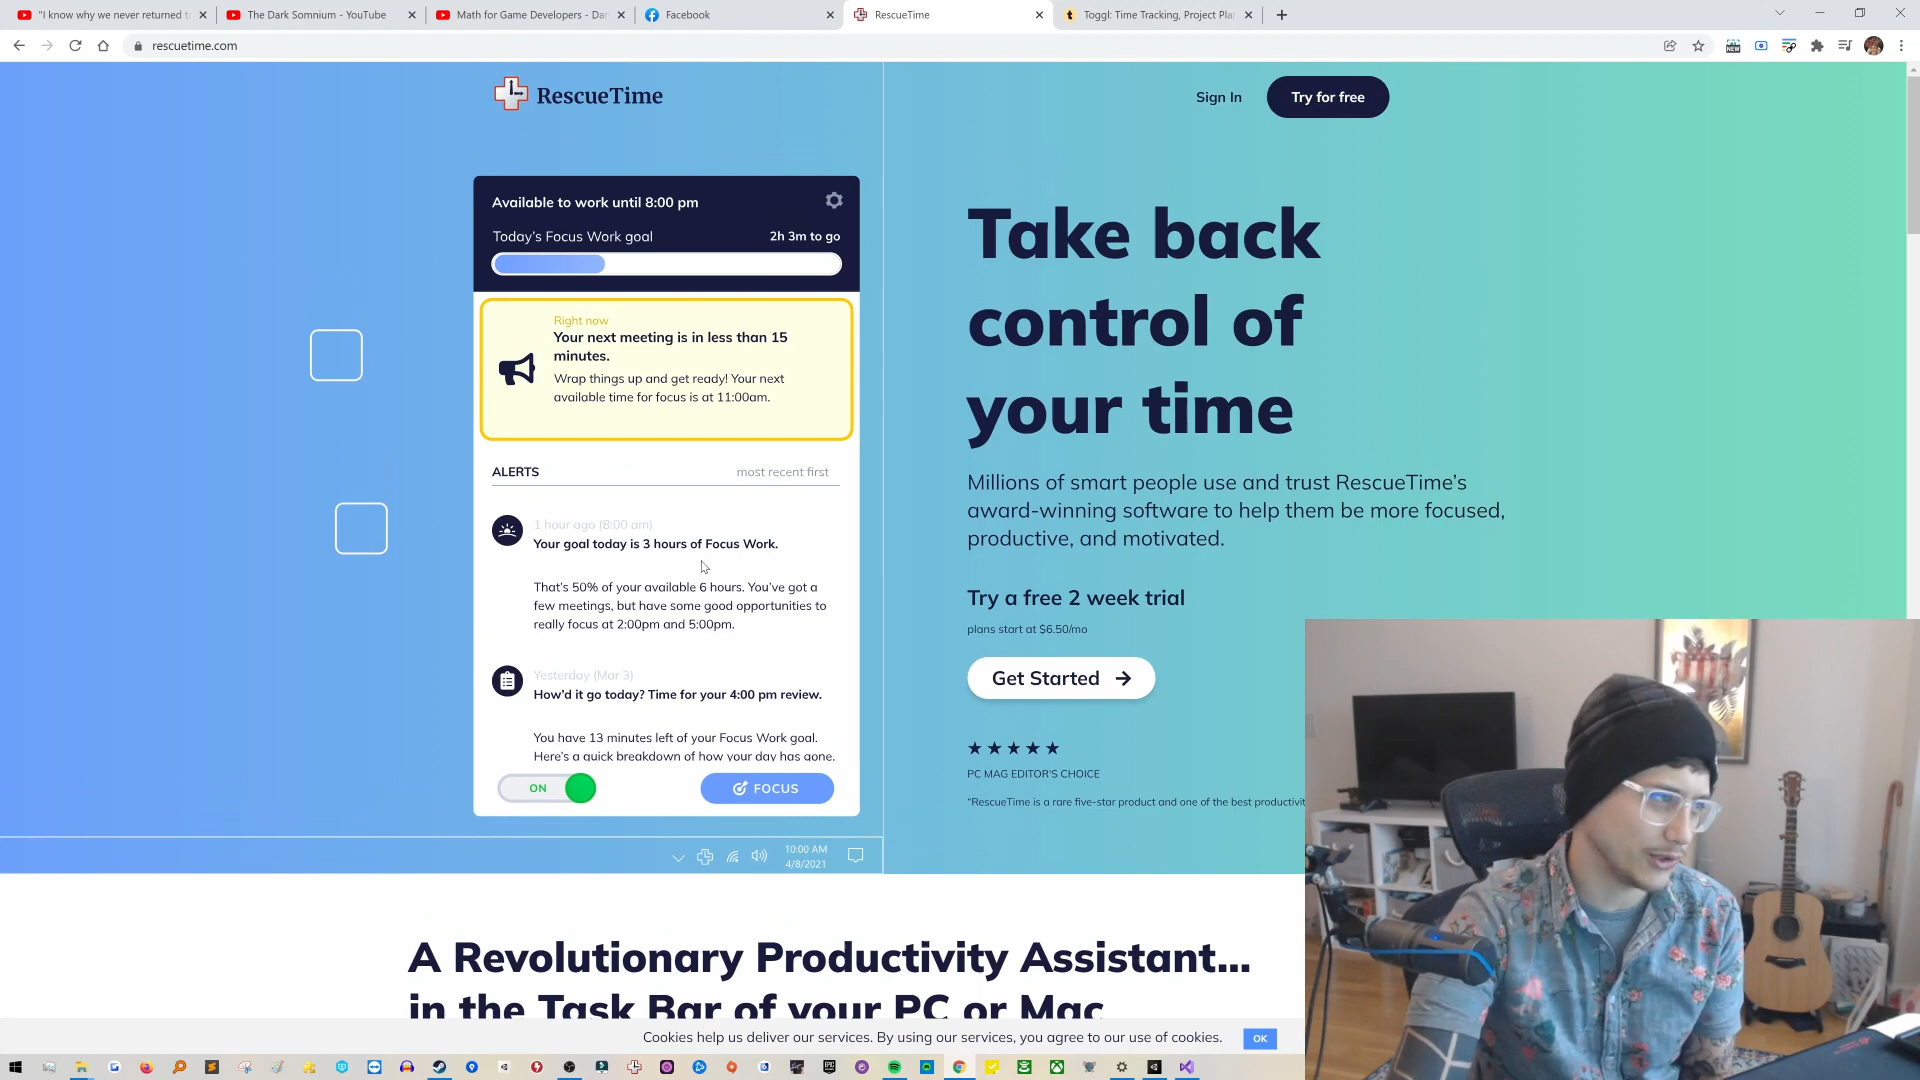 "I know why we never returned t
The Dark Somnium - YouTube
Math for Game Developers - Dan
Facebook
RescueTime
Toggl: Time Tracking, Project Plan
rescuetime.com
RescueTime
Sign In
Try for free
Available to work until 8:00 pm
Today's Focus Work goal
2h 3m to go
Right now
Your next meeting is in less than 15
minutes.
Wrap things up and get ready! Your next
available time for focus is at 11:00am.
ALERTS
most recent first
1 hour ago (8:00 am)
Your goal today is 3 hours of Focus Work.
That's 50% of your available 6 hours. You've got a
few meetings, but have some good opportunities to
really focus at 2:00pm and 5:00pm.
Yesterday (Mar 3)
How'd it go today? Time for your 4:00 pm review.
You have 13 minutes left of your Focus Work goal.
Here's a quick breakdown of how your day has gone.
ON
FOCUS
10:00 AM
4/8/2021
Take back
control of
your time
Millions of smart people use and trust RescueTime's
award-winning software to help them be more focused,
productive, and motivated.
Try a free 2 week trial
plans start at $6.50/mo
Get Started
PC MAG EDITOR'S CHOICE
"RescueTime is a rare five-star product and one of the best productivit
A Revolutionary Productivity Assistant...
in the Task Bar of your PC or Mac
Cookies help us deliver our services. By using our services, you agree to our use of cookies.
OK